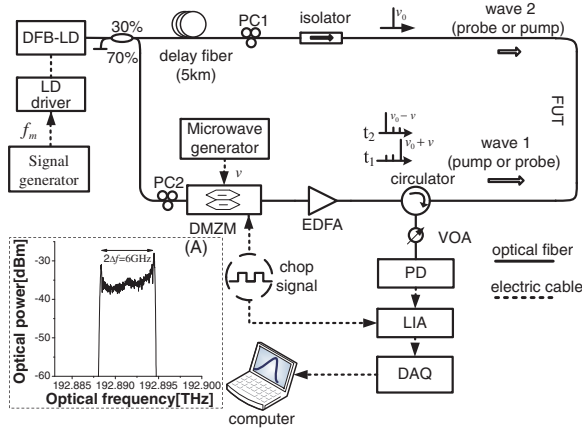 DFB-LD
30%
70%
delay fiber
(5km)
PC1
isolator
v₀
wave 2
(probe or pump)
LD
driver
fₘ
Signal
generator
Microwave
generator
v
PC2
DMZM
EDFA
t₂
v₀ − v
t₁
v₀ + v
circulator
wave 1
(pump or probe)
FUT
VOA
optical fiber
electric cable
PD
LIA
DAQ
chop
signal
computer
(A)
2Δf=6GHz
Optical power[dBm]
-30
-40
-50
-60
192.885
192.890
192.895
192.900
Optical frequency[THz]